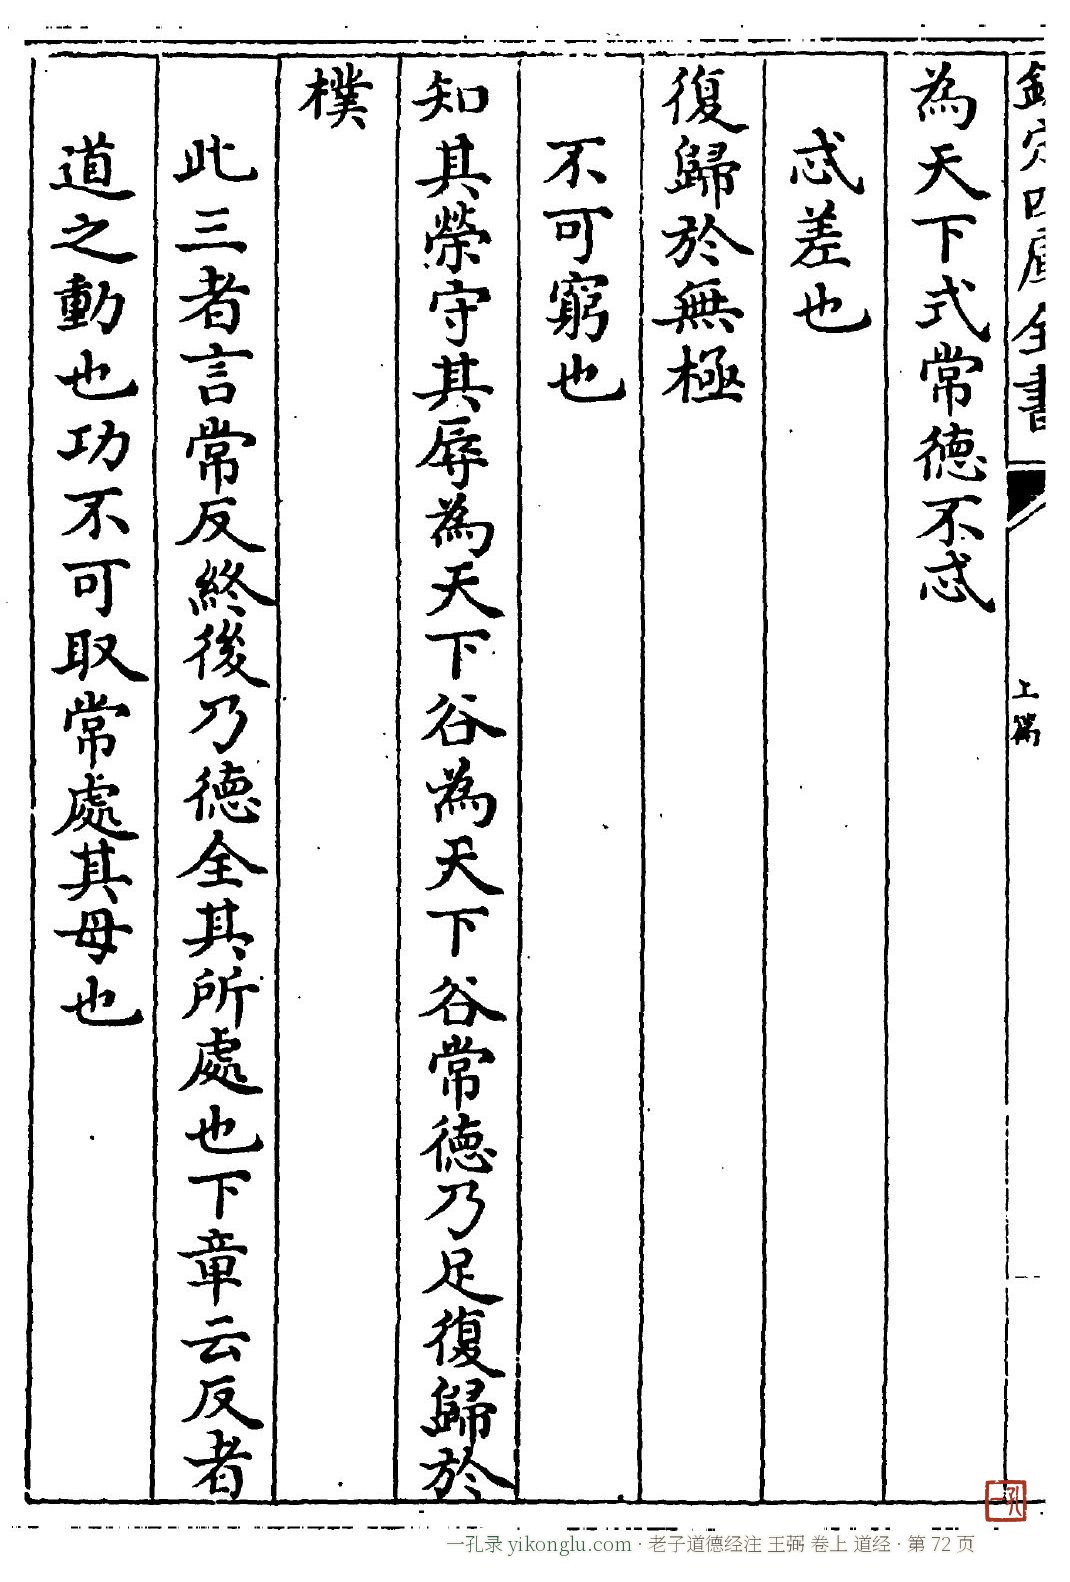 欽定四庫全書
上篇
為天下式常徳不忒
忒差也
復歸於無極
不可窮也
知其榮守其辱為天下谷為天下谷常徳乃足復歸於
樸
此三者言常反終後乃徳全其所處也下章云反者
道之動也功不可取常處其母也
一孔
一孔录 yikonglu.com · 老子道德经注 王弼 卷上 道经 · 第 72 页